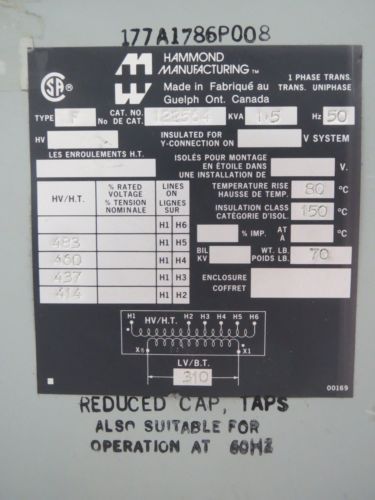 177A1786P008
HAMMOND
MANUFACTURING™
Made in Fabriqué au
Guelph Ont. Canada
1 PHASE TRANS.
TRANS. UNIPHASE
CSA ®
TYPE F NO CAT. NO. DE CAT. KVA 1.5 Hz 50
HV INSULATED FOR Y-CONNECTION ON V SYSTEM
LES ENROULEMENTS H.T. ISOLÉS POUR MONTAGE
EN ÉTOILE DANS UNE INSTALLATION DE V.
HV/H.T. % RATED VOLTAGE % TENSION NOMINALE LINES ON LIGNES SUR
H1 H6
483 H1 H5
460 H1 H4
437 H1 H3
414 H1 H2
TEMPERATURE RISE
HAUSSE DE TEMP. 80 °C
INSULATION CLASS
CATÉGORIE D'ISOL. 150 °C
% IMP. AT À °C
BIL KV WT. LB. POIDS LB. 70
ENCLOSURE
COFFRET
H1 HV/H.T. H2 H3 H4 H5 H6
X1
LV/B.T.
310
00169
REDUCED CAP, TAPS
ALSO SUITABLE FOR
OPERATION AT 60HZ